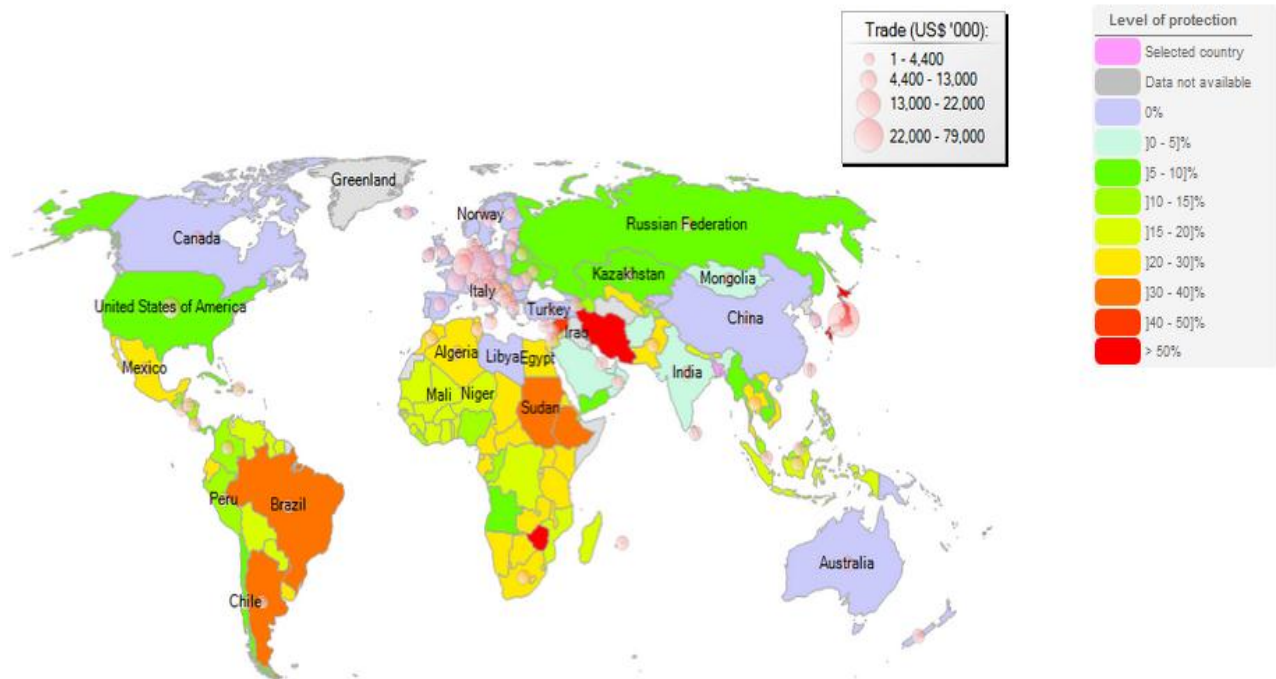 Trade (US$ '000):
1 - 4,400
4,400 - 13,000
13,000 - 22,000
22,000 - 79,000
Level of protection
Selected country
Data not available
0%
]0 - 5]%
]5 - 10]%
]10 - 15]%
]15 - 20]%
]20 - 30]%
]30 - 40]%
]40 - 50]%
> 50%
Greenland
Norway
Canada
Russian Federation
Kazakhstan
Mongolia
United States of America
Italy
Turkey
China
Iraq
Mexico
Algeria
Libya
Egypt
India
Mali
Niger
Sudan
Peru
Brazil
Australia
Chile